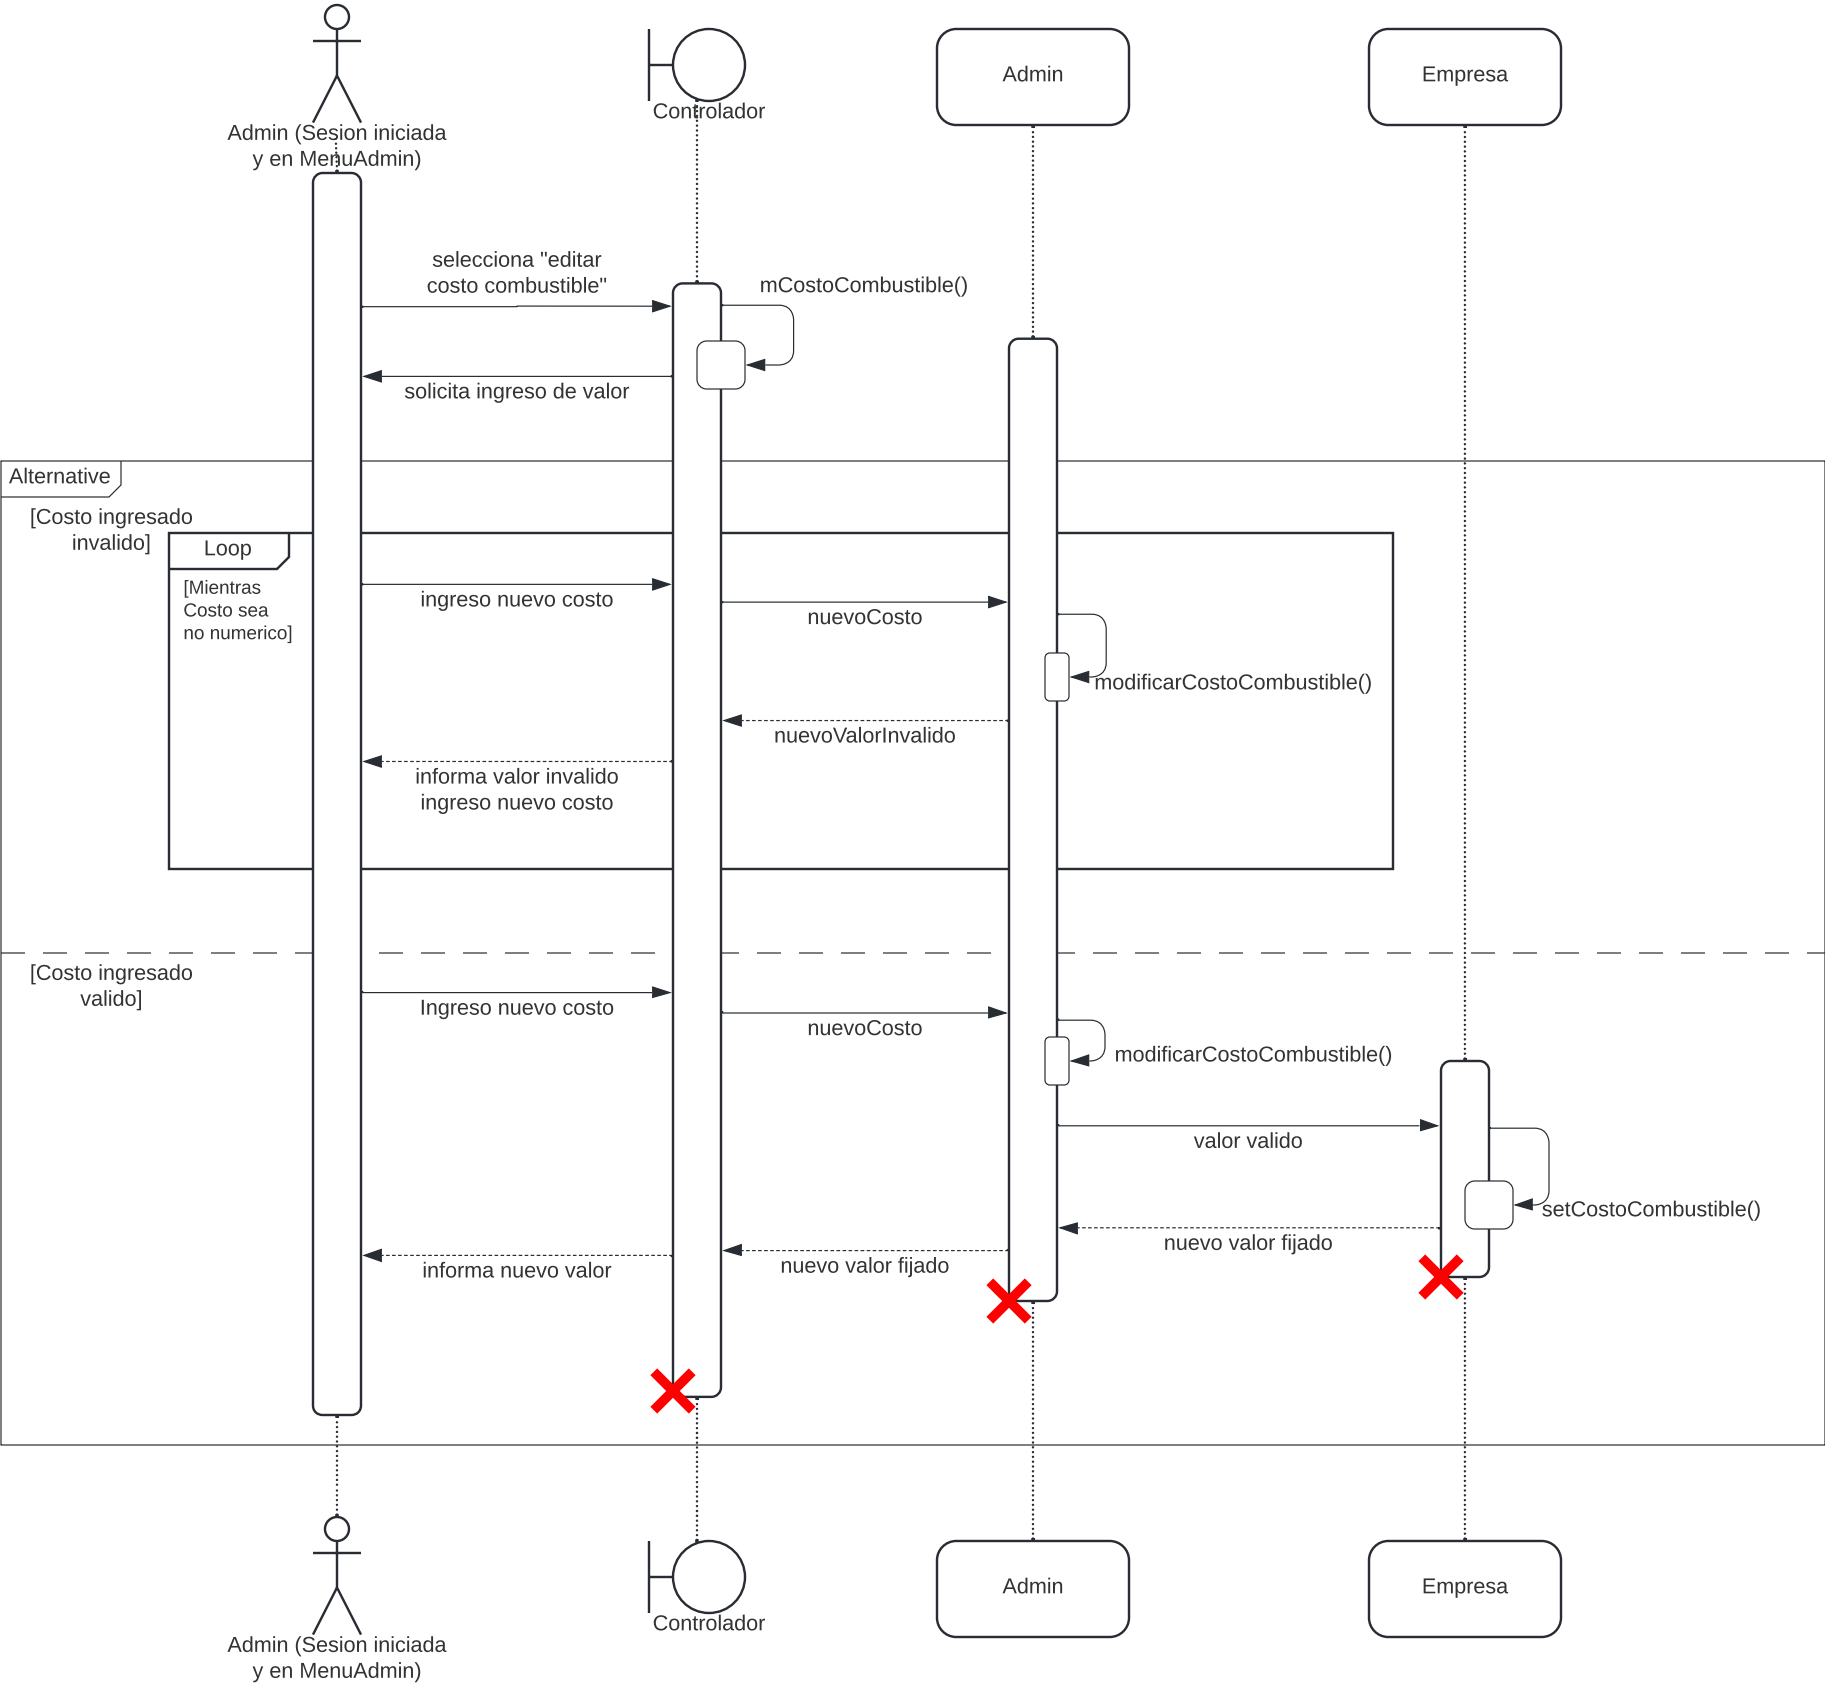 Admin (Sesion iniciada
y en MenuAdmin)
Controlador
Admin
Empresa
selecciona "editar
costo combustible"
mCostoCombustible()
solicita ingreso de valor
Alternative
[Costo ingresado
invalido]
Loop
[Mientras
Costo sea
no numerico]
ingreso nuevo costo
nuevoCosto
modificarCostoCombustible()
nuevoValorInvalido
informa valor invalido
ingreso nuevo costo
[Costo ingresado
valido]
Ingreso nuevo costo
nuevoCosto
modificarCostoCombustible()
valor valido
setCostoCombustible()
nuevo valor fijado
nuevo valor fijado
informa nuevo valor
Admin (Sesion iniciada
y en MenuAdmin)
Controlador
Admin
Empresa